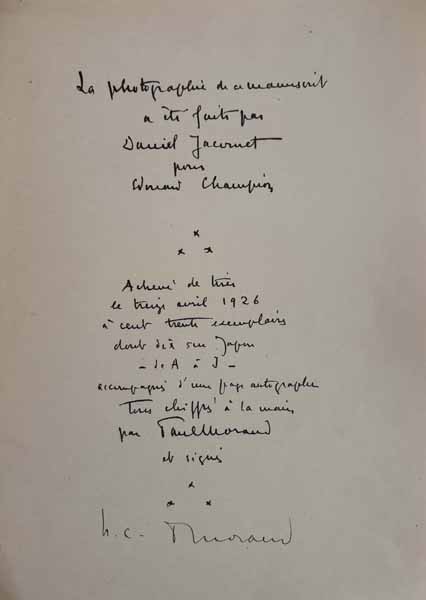 La photographie de ce manuscrit
a été faite par
Daniel Jacomet
pour
Edouard Champion
*
* *
Achevé de tirer
le treize avril 1926
à cent trente exemplaires
dont dix sur Japon
- de A à J -
accompagnés d'une page autographe
Tous chiffrés à la main
par Paul Morand
et signés
*
* *
h.c. PMorand